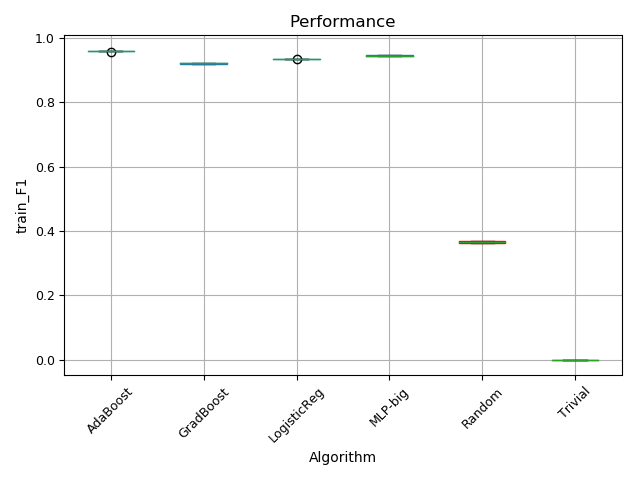 Performance
train_F1
1.0
0.8
0.6
0.4
0.2
0.0
AdaBoost
GradBoost
LogisticReg
MLP-big
Random
Trivial
Algorithm